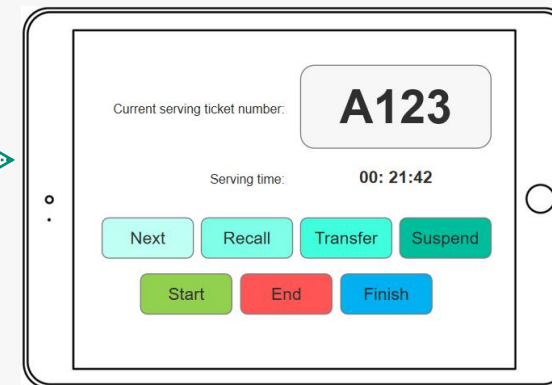 Current serving ticket number: A123
Serving time: 00: 21:42
Next Recall Transfer Suspend
Start End Finish